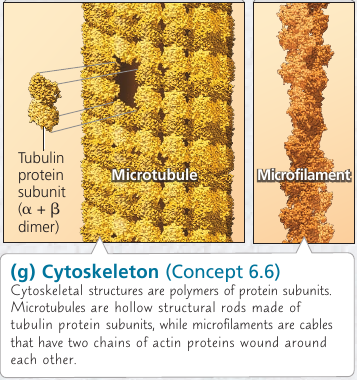 Tubulin
protein
subunit
(α + β
dimer)
Microtubule
Microfilament
(g) Cytoskeleton (Concept 6.6)
Cytoskeletal structures are polymers of protein subunits.
Microtubules are hollow structural rods made of
tubulin protein subunits, while microfilaments are cables
that have two chains of actin proteins wound around
each other.